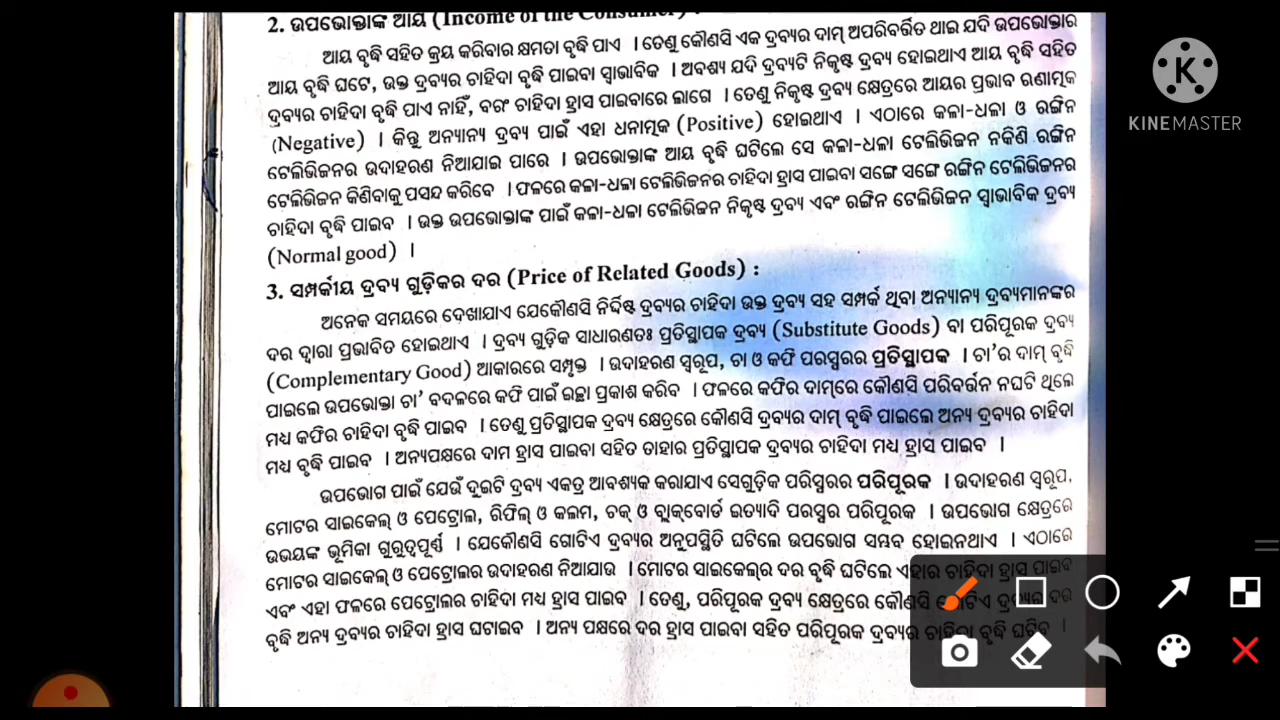 2. ଉପଭୋକ୍ତାଙ୍କ ଆୟ (Income of the Consumer) :
ଆୟ ବୃଦ୍ଧି ସହିତ କ୍ରୟ କରିବାର କ୍ଷମତା ବୃଦ୍ଧି ପାଏ । ତେଣୁ କୌଣସି ଏକ ଦ୍ରବ୍ୟର ଦାମ୍ ଅପରିବର୍ତ୍ତିତ ଥାଇ ଯଦି ଉପଭୋକ୍ତାର
ଆୟ ବୃଦ୍ଧି ଘଟେ, ଉକ୍ତ ଦ୍ରବ୍ୟର ଚାହିଦା ବୃଦ୍ଧି ପାଇବା ସ୍ୱାଭାବିକ । ଅବଶ୍ୟ ଯଦି ଦ୍ରବ୍ୟଟି ନିକୃଷ୍ଟ ଦ୍ରବ୍ୟ ହୋଇଥାଏ ଆୟ ବୃଦ୍ଧି ସହିତ
ଦ୍ରବ୍ୟର ଚାହିଦା ବୃଦ୍ଧି ପାଏ ନାହିଁ, ବରଂ ଚାହିଦା ହ୍ରାସ ପାଇବାରେ ଲାଗେ । ତେଣୁ ନିକୃଷ୍ଟ ଦ୍ରବ୍ୟ କ୍ଷେତ୍ରରେ ଆୟର ପ୍ରଭାବ ରଣାତ୍ମକ
(Negative) । କିନ୍ତୁ ଅନ୍ୟାନ୍ୟ ଦ୍ରବ୍ୟ ପାଇଁ ଏହା ଧନାତ୍ମକ (Positive) ହୋଇଥାଏ । ଏଠାରେ କଳା-ଧଳା ଓ ରଙ୍ଗିନ
ଟେଲିଭିଜନର ଉଦାହରଣ ନିଆଯାଇ ପାରେ । ଉପଭୋକ୍ତାଙ୍କ ଆୟ ବୃଦ୍ଧି ଘଟିଲେ ସେ କଳା-ଧଳା ଟେଲିଭିଜନ ନକିଣି ରଙ୍ଗିନ
ଟେଲିଭିଜନ କିଣିବାକୁ ପସନ୍ଦ କରିବେ । ଫଳରେ କଳା-ଧଳା ଟେଲିଭିଜନର ଚାହିଦା ହ୍ରାସ ପାଇବା ସଙ୍ଗେ ସଙ୍ଗେ ରଙ୍ଗିନ ଟେଲିଭିଜନର
ଚାହିଦା ବୃଦ୍ଧି ପାଇବ । ଉକ୍ତ ଉପଭୋକ୍ତାଙ୍କ ପାଇଁ କଳା-ଧଳା ଟେଲିଭିଜନ ନିକୃଷ୍ଟ ଦ୍ରବ୍ୟ ଏବଂ ରଙ୍ଗିନ ଟେଲିଭିଜନ ସ୍ୱାଭାବିକ ଦ୍ରବ୍ୟ
(Normal good) ।
3. ସମ୍ପର୍କୀୟ ଦ୍ରବ୍ୟ ଗୁଡ଼ିକର ଦର (Price of Related Goods) :
ଅନେକ ସମୟରେ ଦେଖାଯାଏ ଯେକୌଣସି ନିର୍ଦ୍ଦିଷ୍ଟ ଦ୍ରବ୍ୟର ଚାହିଦା ଉକ୍ତ ଦ୍ରବ୍ୟ ସହ ସମ୍ପର୍କ ଥିବା ଅନ୍ୟାନ୍ୟ ଦ୍ରବ୍ୟମାନଙ୍କର
ଦର ଦ୍ୱାରା ପ୍ରଭାବିତ ହୋଇଥାଏ । ଦ୍ରବ୍ୟ ଗୁଡ଼ିକ ସାଧାରଣତଃ ପ୍ରତିସ୍ଥାପକ ଦ୍ରବ୍ୟ (Substitute Goods) ବା ପରିପୂରକ ଦ୍ରବ୍ୟ
(Complementary Good) ଆକାରରେ ସମ୍ପୃକ୍ତ । ଉଦାହରଣ ସ୍ୱରୂପ, ଚା ଓ କଫି ପରସ୍ପରର ପ୍ରତିସ୍ଥାପକ । ଚା'ର ଦାମ୍ ବୃଦ୍ଧି
ପାଇଲେ ଉପଭୋକ୍ତା ଚା' ବଦଳରେ କଫି ପାଇଁ ଇଚ୍ଛା ପ୍ରକାଶ କରିବ । ଫଳରେ କଫିର ଦାମ୍‌ରେ କୌଣସି ପରିବର୍ତ୍ତନ ନଘଟି ଥିଲେ
ମଧ୍ୟ କଫିର ଚାହିଦା ବୃଦ୍ଧି ପାଇବ । ତେଣୁ ପ୍ରତିସ୍ଥାପକ ଦ୍ରବ୍ୟ କ୍ଷେତ୍ରରେ କୌଣସି ଦ୍ରବ୍ୟର ଦାମ୍ ବୃଦ୍ଧି ପାଇଲେ ଅନ୍ୟ ଦ୍ରବ୍ୟର ଚାହିଦା
ମଧ୍ୟ ବୃଦ୍ଧି ପାଇବ । ଅନ୍ୟପକ୍ଷରେ ଦାମ ହ୍ରାସ ପାଇବା ସହିତ ତାହାର ପ୍ରତିସ୍ଥାପକ ଦ୍ରବ୍ୟର ଚାହିଦା ମଧ୍ୟ ହ୍ରାସ ପାଇବ ।
ଉପଭୋଗ ପାଇଁ ଯେଉଁ ଦୁଇଟି ଦ୍ରବ୍ୟ ଏକତ୍ର ଆବଶ୍ୟକ କରାଯାଏ ସେଗୁଡ଼ିକ ପରିସ୍ପରର ପରିପୂରକ । ଉଦାହରଣ ସ୍ୱରୂପ,
ମୋଟର ସାଇକେଲ୍ ଓ ପେଟ୍ରୋଲ, ରିଫିଲ୍ ଓ କଲମ, ଚକ୍ ଓ ବ୍ଲାକ୍‌ବୋର୍ଡ ଇତ୍ୟାଦି ପରସ୍ପର ପରିପୂରକ । ଉପଭୋଗ କ୍ଷେତ୍ରରେ
ଉଭୟଙ୍କ ଭୂମିକା ଗୁରୁତ୍ୱପୂର୍ଣ୍ଣ । ଯେକୌଣସି ଗୋଟିଏ ଦ୍ରବ୍ୟର ଅନୁପସ୍ଥିତି ଘଟିଲେ ଉପଭୋଗ ସମ୍ଭବ ହୋଇନଥାଏ । ଏଠାରେ
ମୋଟର ସାଇକେଲ୍ ଓ ପେଟ୍ରୋଲର ଉଦାହରଣ ନିଆଯାଉ । ମୋଟର ସାଇକେଲ୍‌ର ଦର ବୃଦ୍ଧି ଘଟିଲେ ଏହାର ଚାହିଦା ହ୍ରାସ ପାଇବ
ଏବଂ ଏହା ଫଳରେ ପେଟ୍ରୋଲର ଚାହିଦା ମଧ୍ୟ ହ୍ରାସ ପାଇବ । ତେଣୁ, ପରିପୂରକ ଦ୍ରବ୍ୟ କ୍ଷେତ୍ରରେ କୌଣସି ଗୋଟିଏ ଦ୍ରବ୍ୟର ଦର
ବୃଦ୍ଧି ଅନ୍ୟ ଦ୍ରବ୍ୟର ଚାହିଦା ହ୍ରାସ ଘଟାଇବ । ଅନ୍ୟ ପକ୍ଷରେ ଦର ହ୍ରାସ ପାଇବା ସହିତ ପରିପୂରକ ଦ୍ରବ୍ୟର ଚାହିଦା ବୃଦ୍ଧି ଘଟିବ ।
K
KINEMASTER